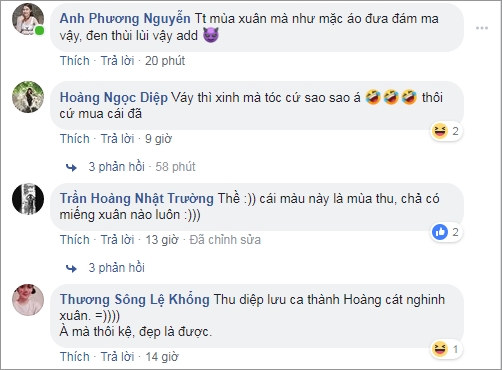 Anh Phương Nguyễn Tt mùa xuân mà như mặc áo đưa đám ma
vậy, đen thùi lùi vậy add 😈
Thích · Trả lời · 20 phút
Hoàng Ngọc Diệp Váy thì xinh mà tóc cứ sao sao á 🤣 🤣 🤣 thôi
cứ mua cái đã
2
Thích · Trả lời · 9 giờ
3 phản hồi · 58 phút
Trần Hoàng Nhật Trường Thề :)) cái màu này là mùa thu, chả có
miếng xuân nào luôn :)))
2
Thích · Trả lời · 13 giờ · Đã chỉnh sửa
3 phản hồi
Thương Sông Lệ Khổng Thu diệp lưu ca thành Hoàng cát nghinh
xuân. =))))
À mà thôi kệ, đẹp là được.
1
Thích · Trả lời · 14 giờ